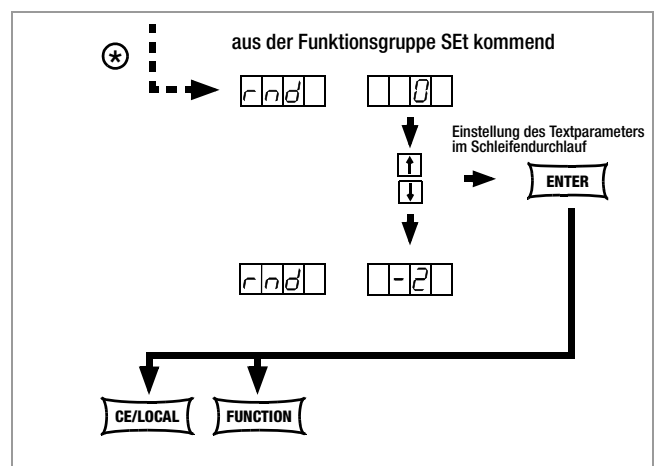 aus der Funktionsgruppe SEt kommend
rnd 0
Einstellung des Textparameters
im Schleifendurchlauf
ENTER
rnd -2
CE/LOCAL FUNCTION